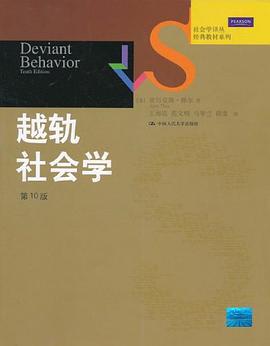 PEARSON
社会学译丛
经典教材系列
Deviant
Behavior
Tenth Edition
S
越轨
社会学
第10版
中国人民大学出版社